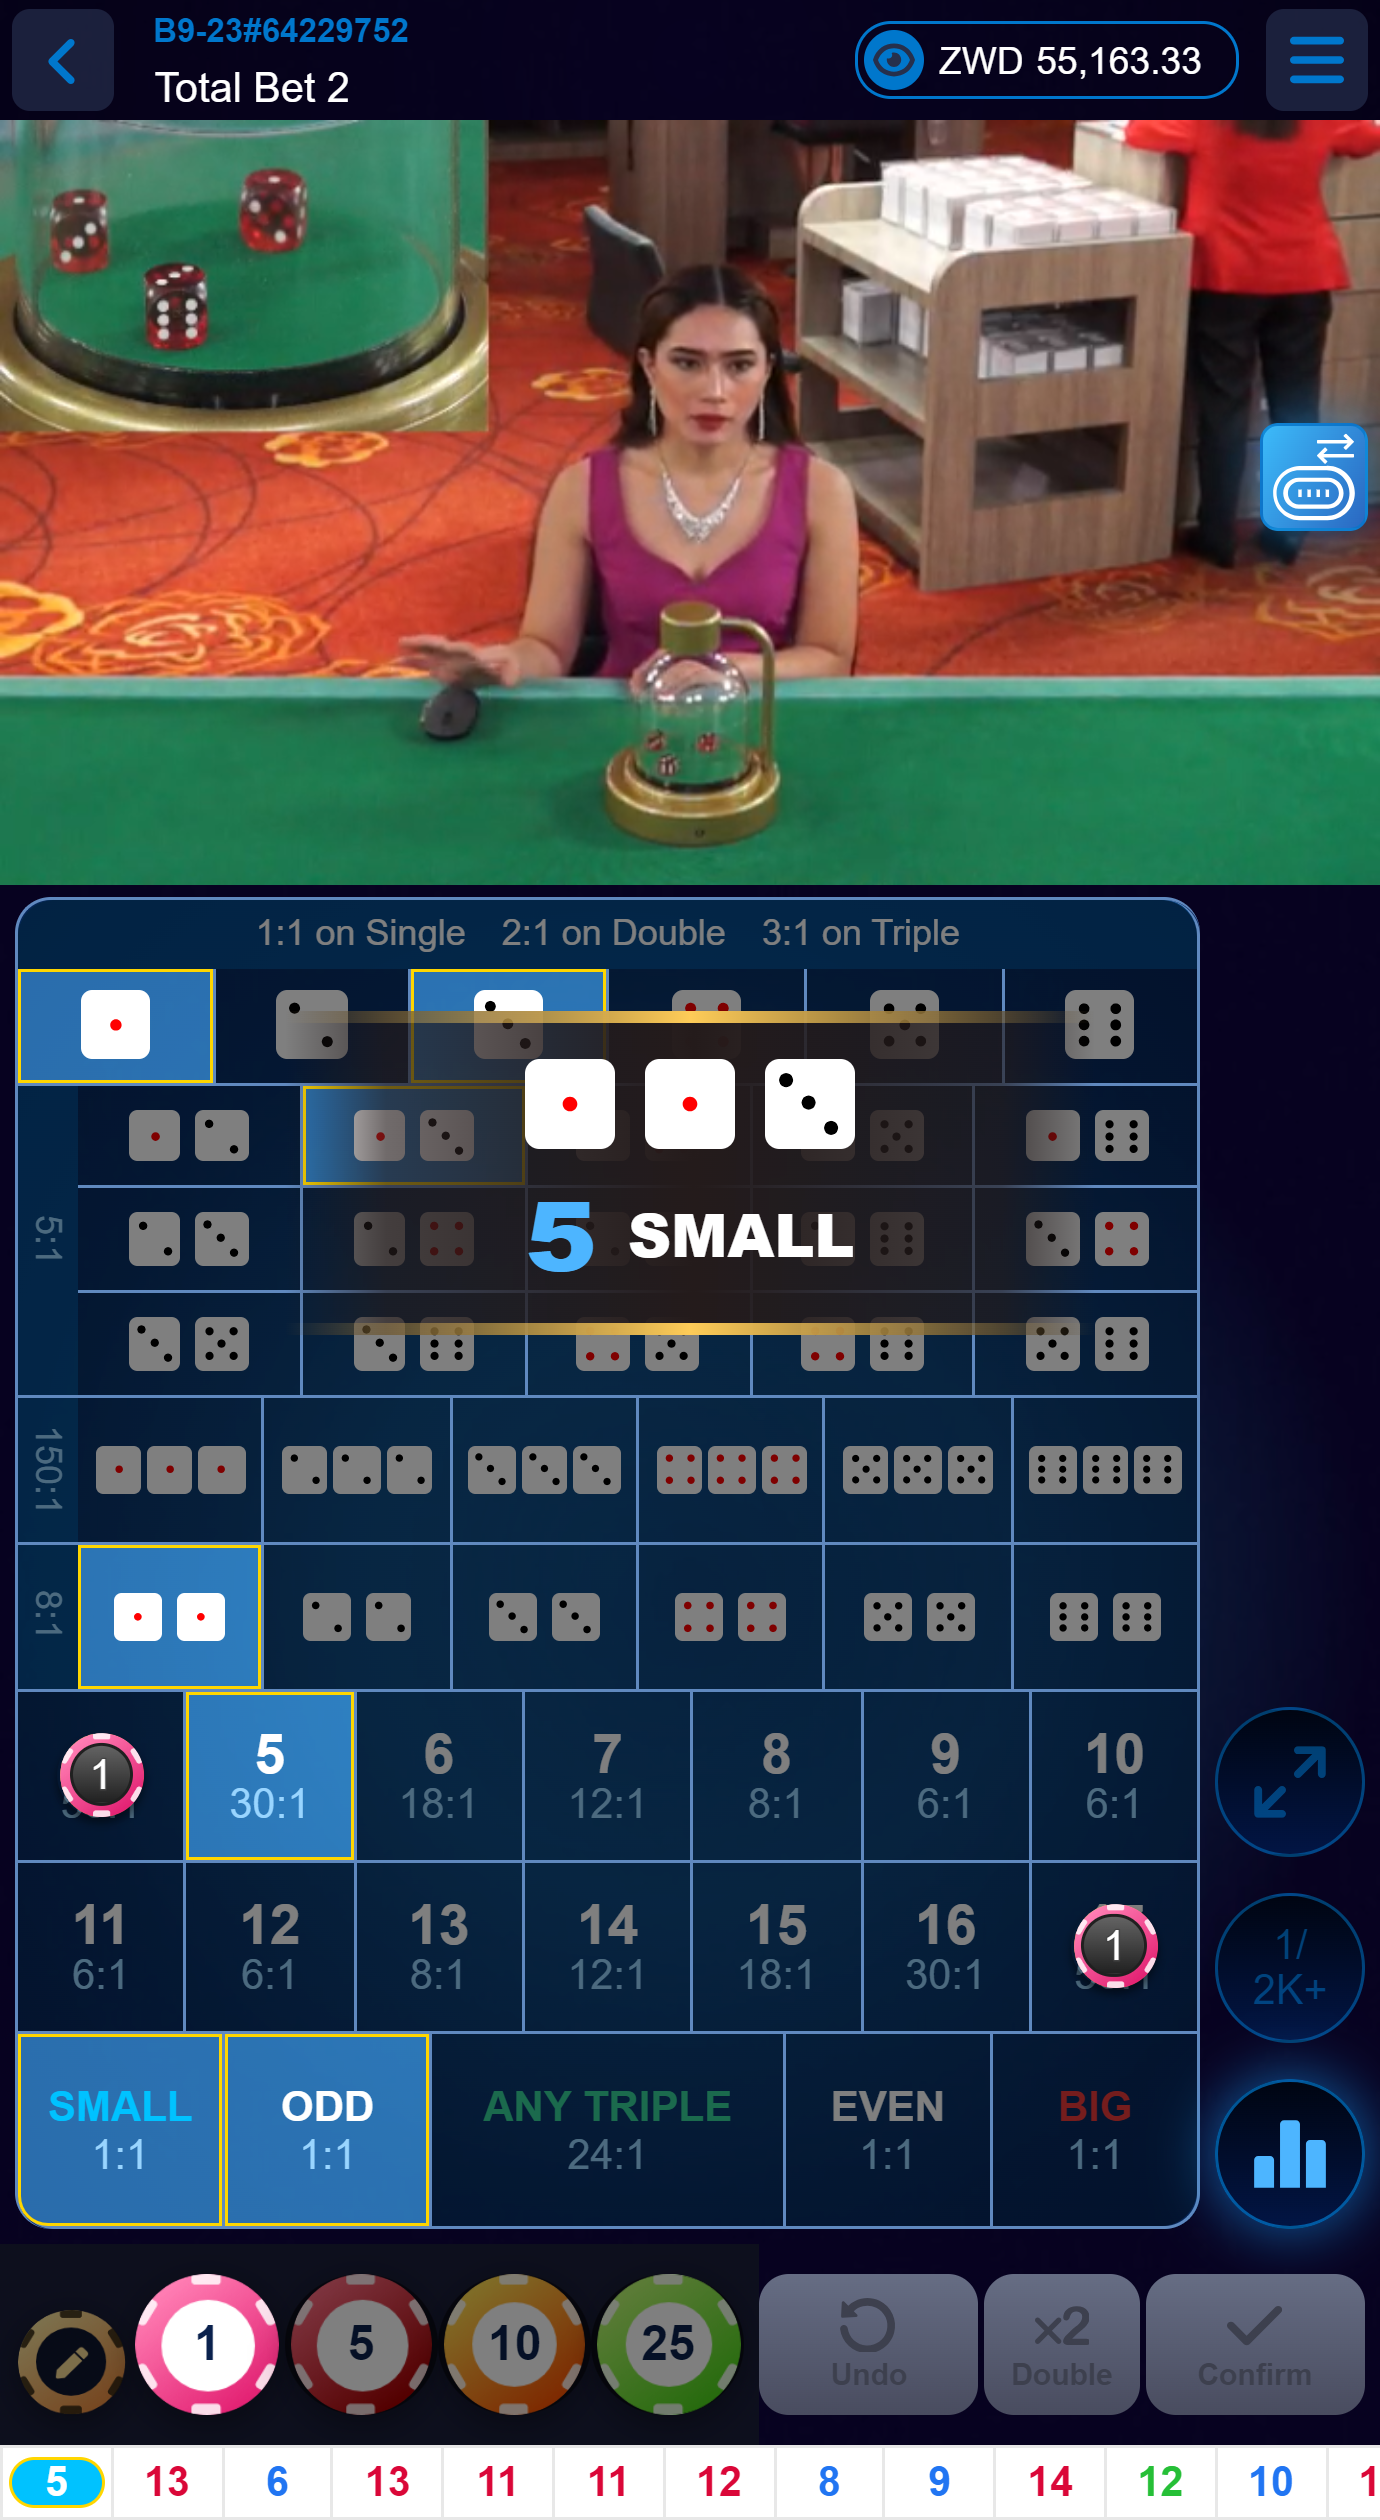 B9-23#64229752
Total Bet 2
ZWD 55,163.33
1:1 on Single 2:1 on Double 3:1 on Triple
5 SMALL
5:1
150:1
8:1
1
5 6 7 8 9 10
30:1 18:1 12:1 8:1 6:1 6:1
11 12 13 14 15 16
1
6:1 6:1 8:1 12:1 18:1 30:1
1/
2K+
SMALL ODD ANY TRIPLE EVEN BIG
1:1 1:1 24:1 1:1 1:1
1 5 10 25
Undo
x2
Double
Confirm
5 13 6 13 11 11 12 8 9 14 12 10